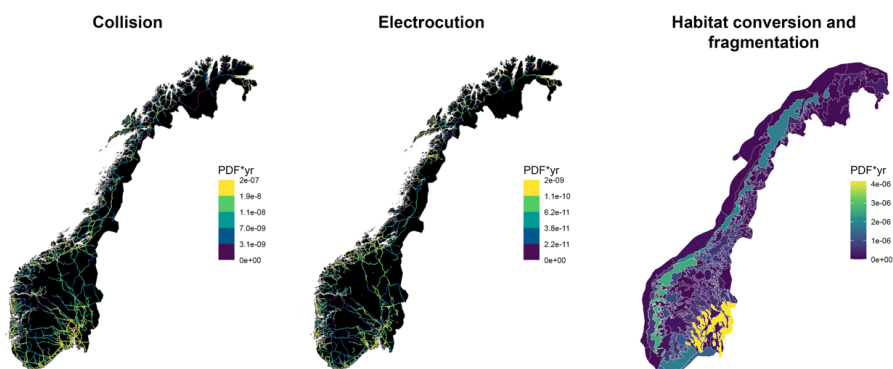 Collision
Electrocution
Habitat conversion and
fragmentation
PDF*yr
2e-07
1.9e-8
1.1e-08
7.0e-09
3.1e-09
0e+00
PDF*yr
2e-09
1.1e-10
6.2e-11
3.8e-11
2.2e-11
0e+00
PDF*yr
4e-06
3e-06
2e-06
1e-06
0e+00